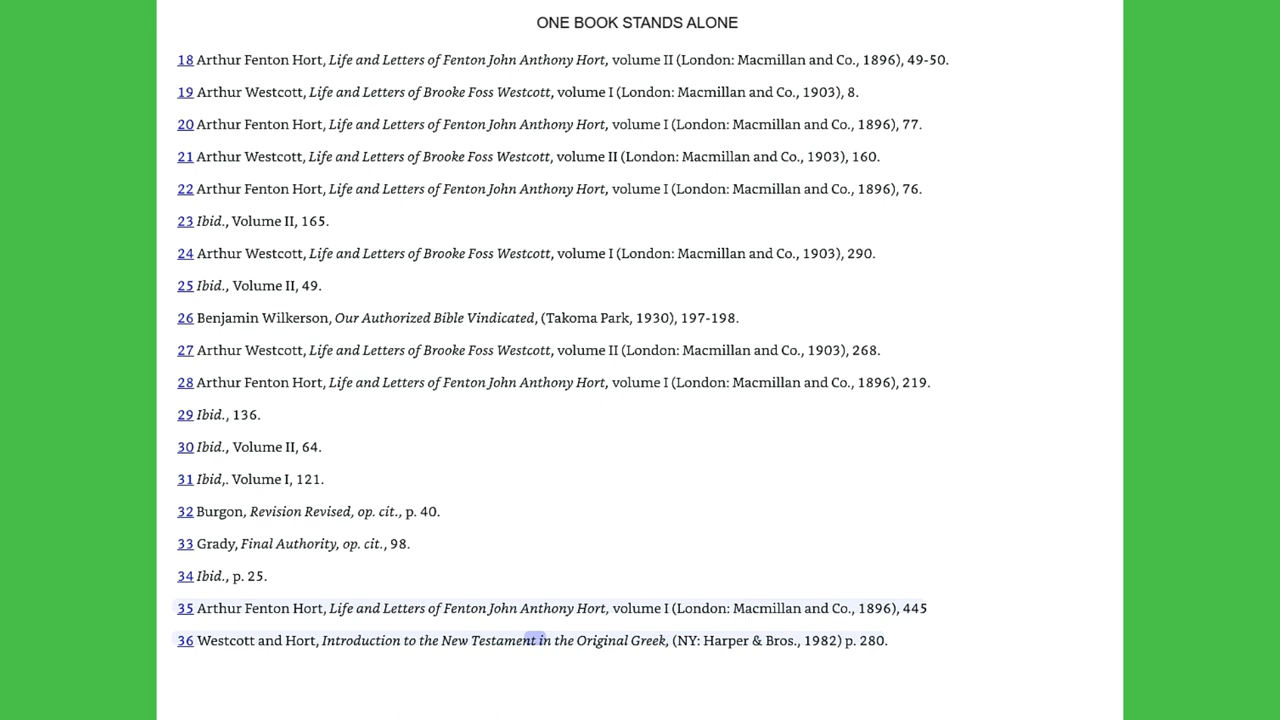 ONE BOOK STANDS ALONE
18 Arthur Fenton Hort, Life and Letters of Fenton John Anthony Hort, volume II (London: Macmillan and Co., 1896), 49-50.
19 Arthur Westcott, Life and Letters of Brooke Foss Westcott, volume I (London: Macmillan and Co., 1903), 8.
20 Arthur Fenton Hort, Life and Letters of Fenton John Anthony Hort, volume I (London: Macmillan and Co., 1896), 77.
21 Arthur Westcott, Life and Letters of Brooke Foss Westcott, volume II (London: Macmillan and Co., 1903), 160.
22 Arthur Fenton Hort, Life and Letters of Fenton John Anthony Hort, volume I (London: Macmillan and Co., 1896), 76.
23 Ibid., Volume II, 165.
24 Arthur Westcott, Life and Letters of Brooke Foss Westcott, volume I (London: Macmillan and Co., 1903), 290.
25 Ibid., Volume II, 49.
26 Benjamin Wilkerson, Our Authorized Bible Vindicated, (Takoma Park, 1930), 197-198.
27 Arthur Westcott, Life and Letters of Brooke Foss Westcott, volume II (London: Macmillan and Co., 1903), 268.
28 Arthur Fenton Hort, Life and Letters of Fenton John Anthony Hort, volume I (London: Macmillan and Co., 1896), 219.
29 Ibid., 136.
30 Ibid., Volume II, 64.
31 Ibid,. Volume I, 121.
32 Burgon, Revision Revised, op. cit., p. 40.
33 Grady, Final Authority, op. cit., 98.
34 Ibid., p. 25.
35 Arthur Fenton Hort, Life and Letters of Fenton John Anthony Hort, volume I (London: Macmillan and Co., 1896), 445
36 Westcott and Hort, Introduction to the New Testament in the Original Greek, (NY: Harper & Bros., 1982) p. 280.